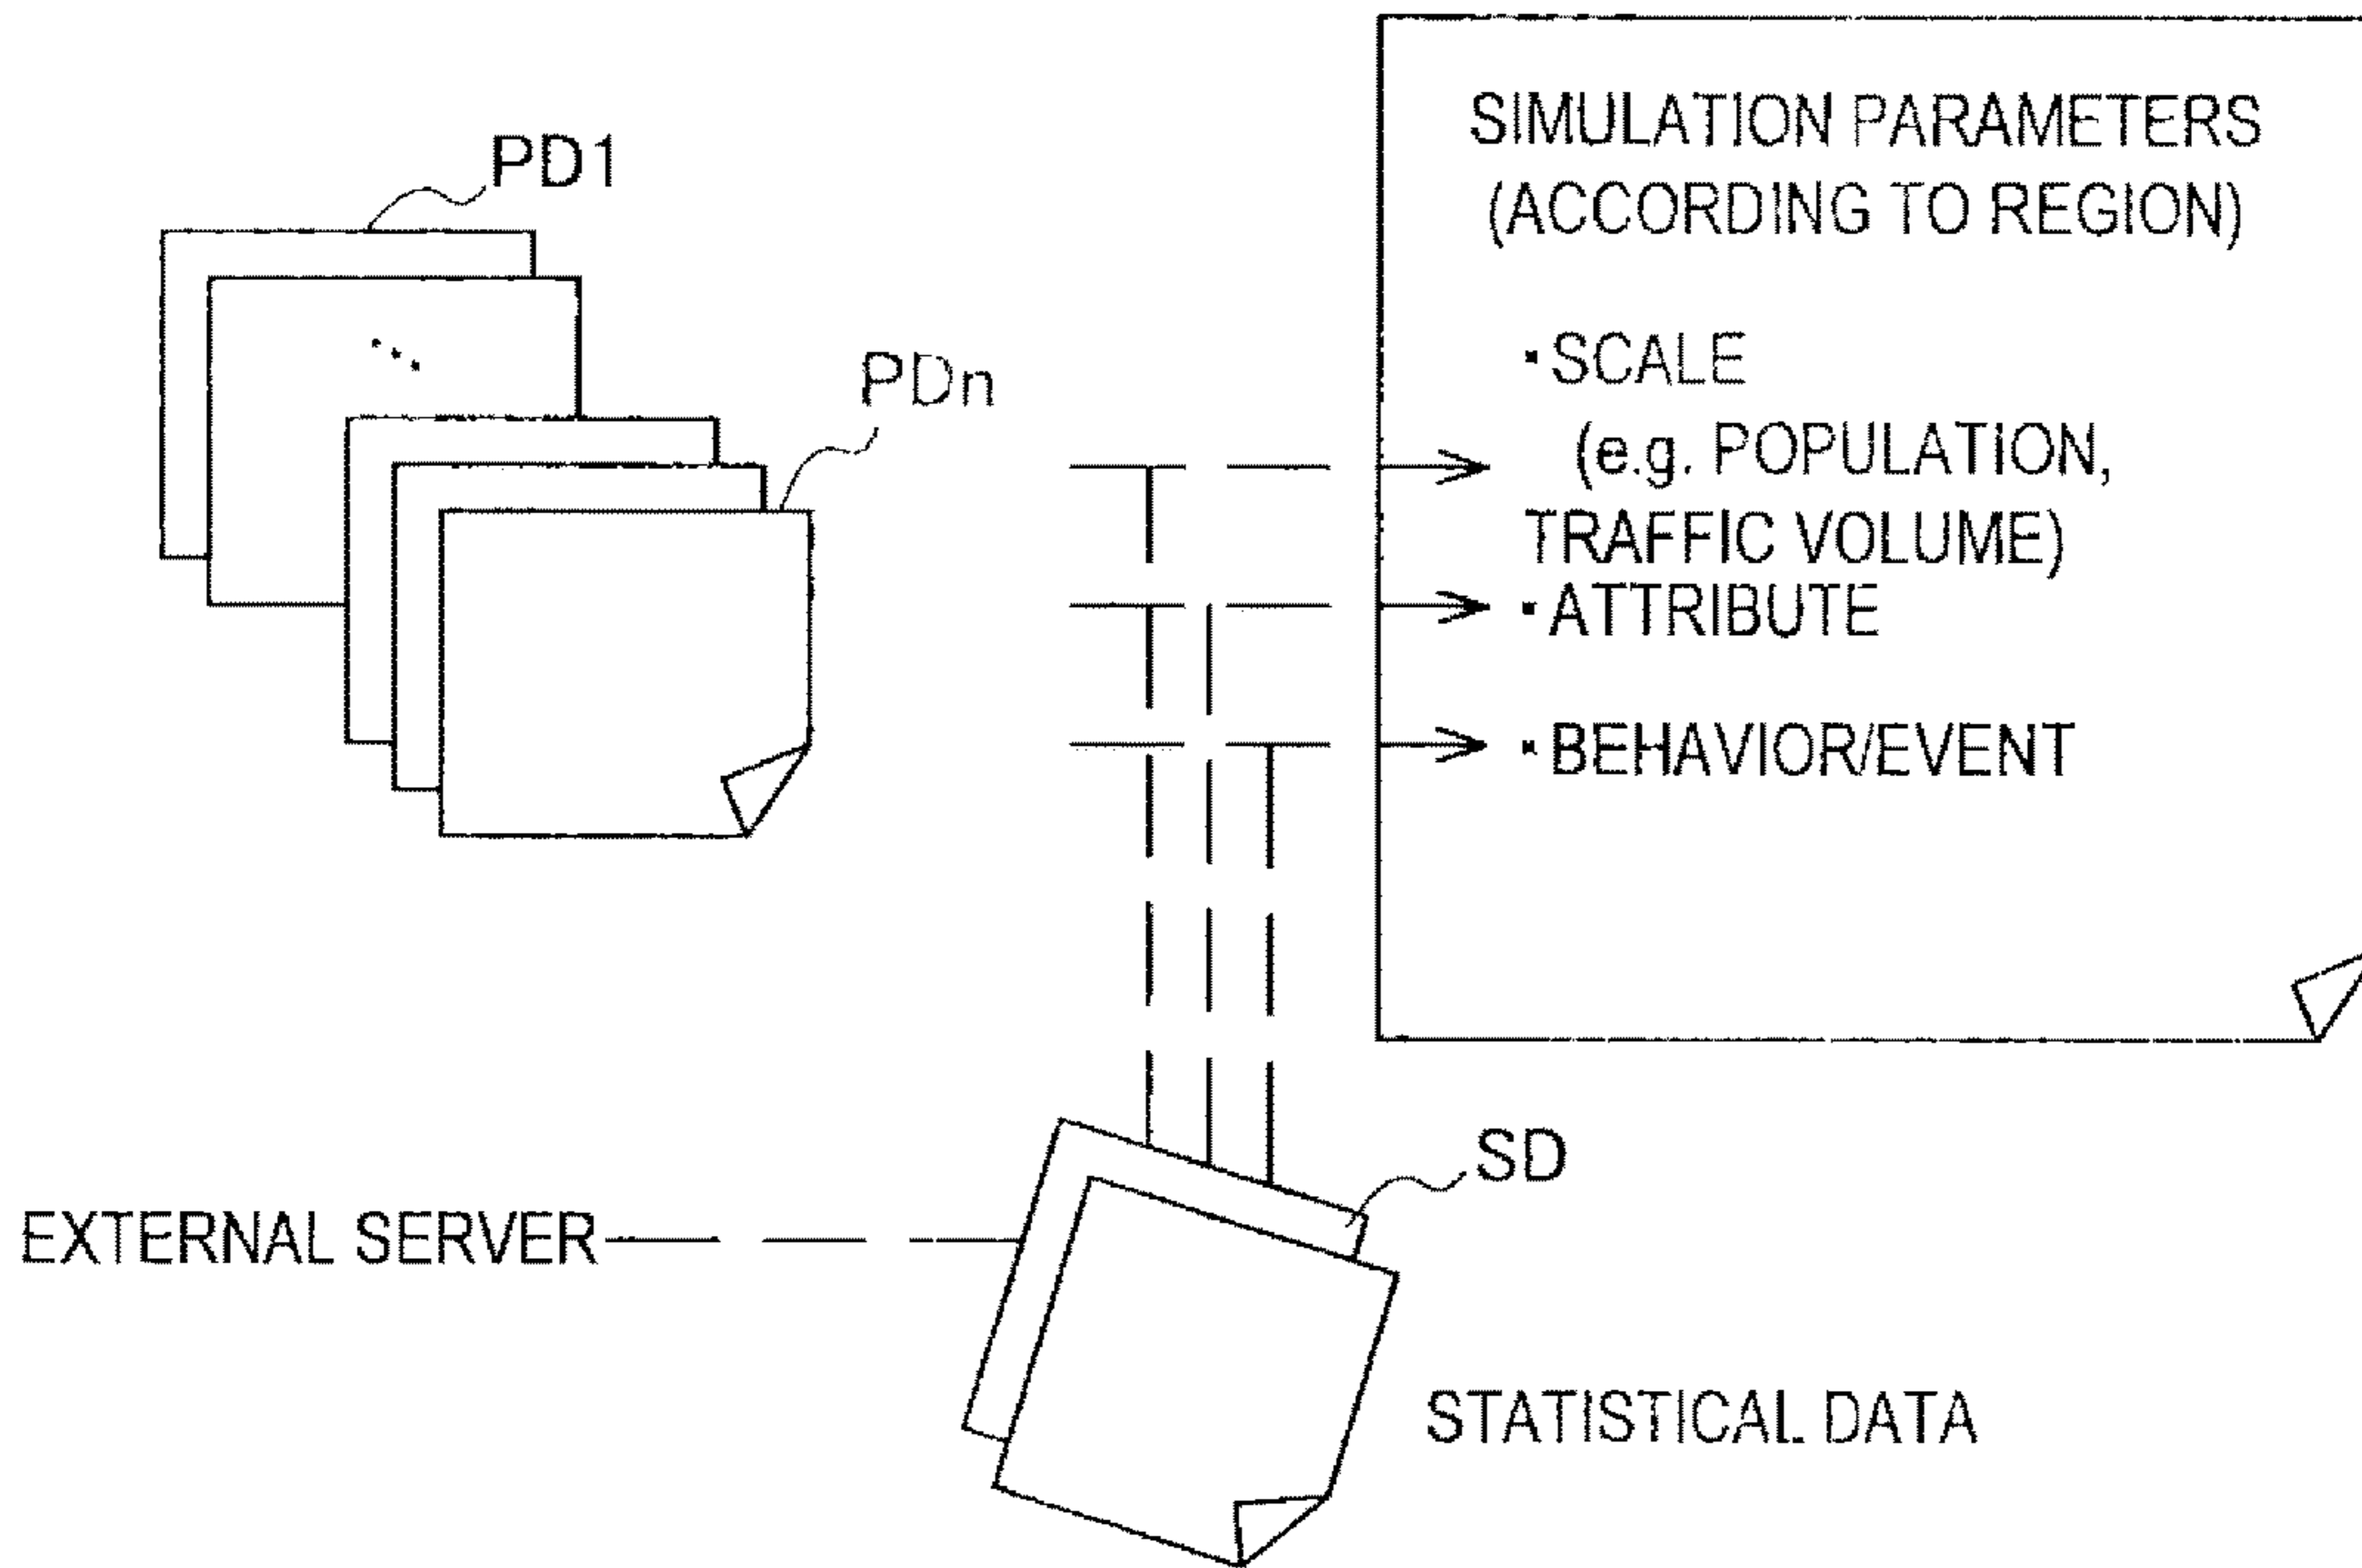 PD1
PDn
SIMULATION PARAMETERS
(ACCORDING TO REGION)
▪ SCALE
(e.g. POPULATION,
TRAFFIC VOLUME)
▪ ATTRIBUTE
▪ BEHAVIOR/EVENT
SD
EXTERNAL SERVER
STATISTICAL DATA